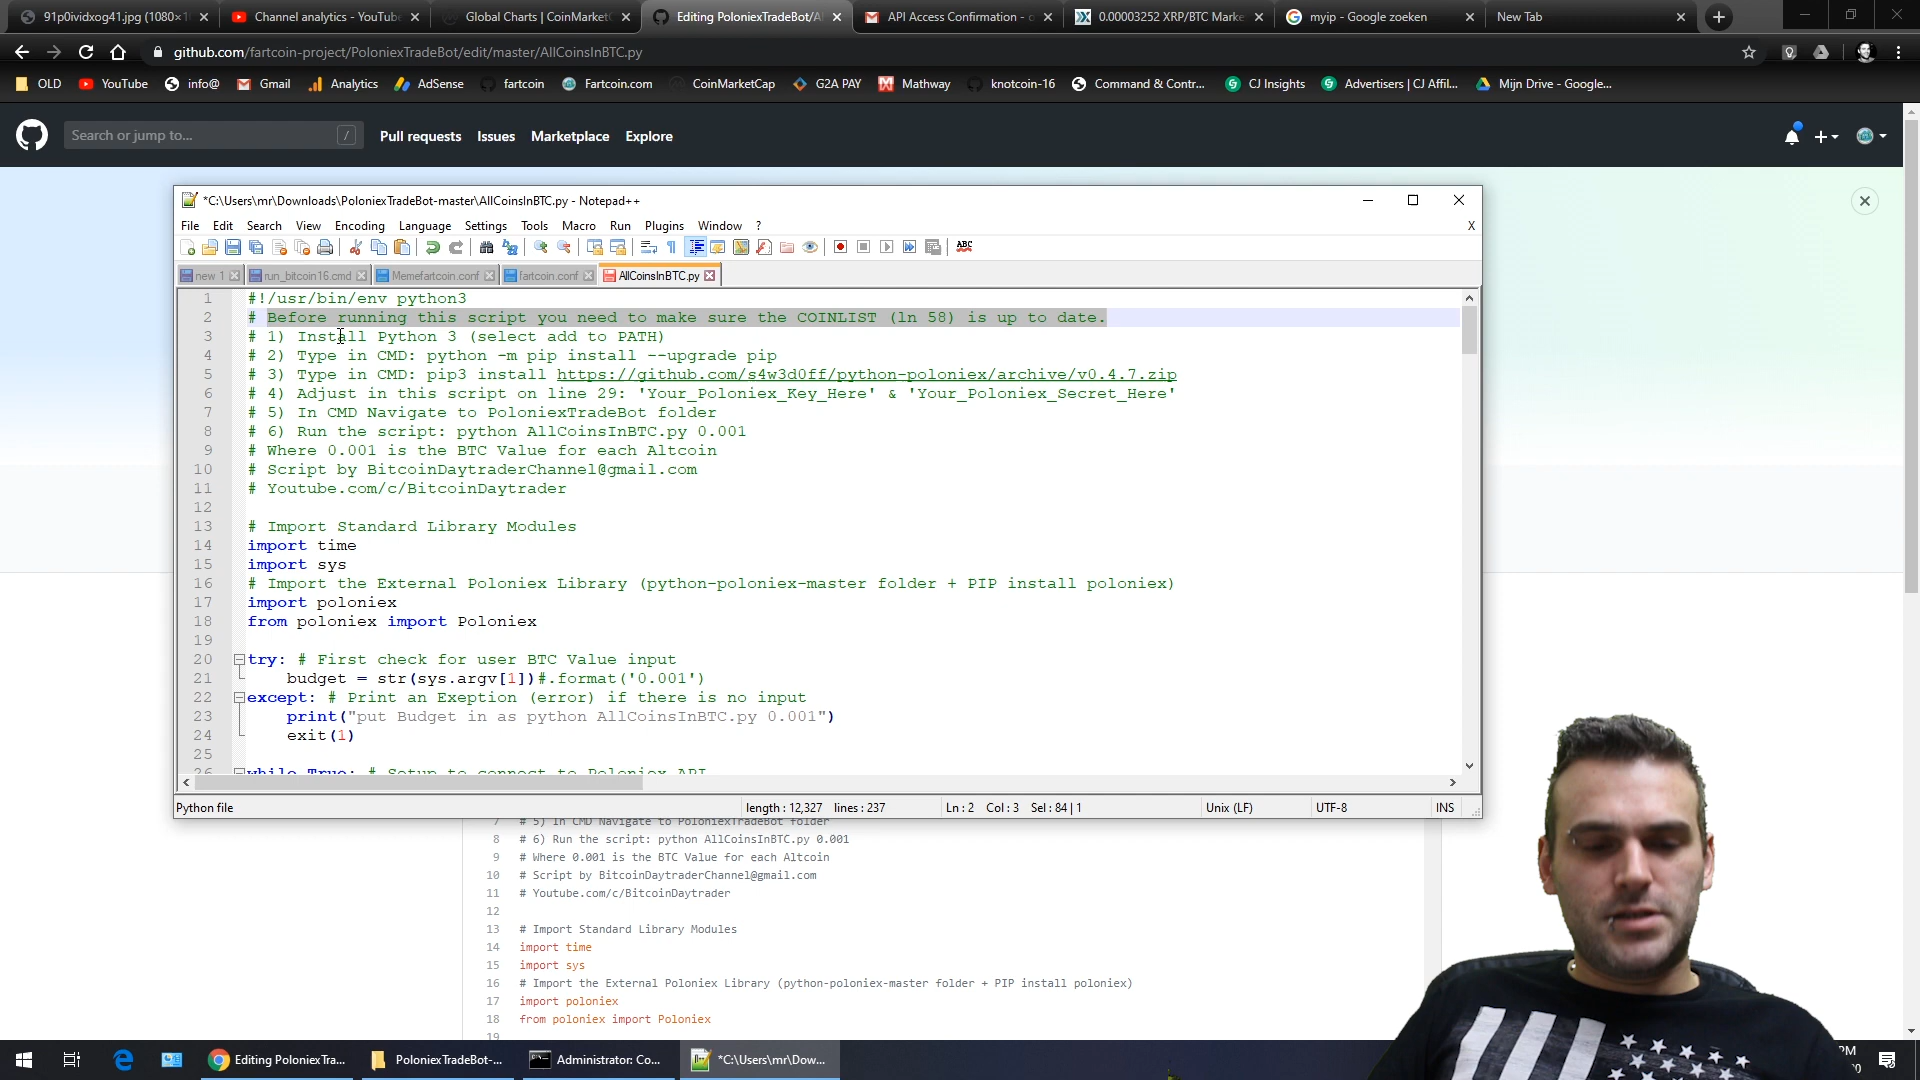 91p0ividxog41.jpg (1080×1
Channel analytics - YouTube
Global Charts | CoinMarket
Editing PoloniexTradeBot/Al
API Access Confirmation - 
0.00003252 XRP/BTC Marke
myip - Google zoeken
New Tab
github.com/fartcoin-project/PoloniexTradeBot/edit/master/AllCoinsInBTC.py
OLD
YouTube
info@
Gmail
Analytics
AdSense
fartcoin
Fartcoin.com
CoinMarketCap
G2A PAY
Mathway
knotcoin-16
Command & Contr...
CJ Insights
Advertisers | CJ Affil...
Mijn Drive - Google...
Search or jump to...
/
Pull requests
Issues
Marketplace
Explore
*C:\Users\mr\Downloads\PoloniexTradeBot-master\AllCoinsInBTC.py - Notepad++
File Edit Search View Encoding Language Settings Tools Macro Run Plugins Window ?
X
ABC
new 1
run_bitcoin16.cmd
Memefartcoin.conf
fartcoin.conf
AllCoinsInBTC.py
1 #!/usr/bin/env python3
2 # Before running this script you need to make sure the COINLIST (ln 58) is up to date.
3 # 1) Install Python 3 (select add to PATH)
4 # 2) Type in CMD: python -m pip install --upgrade pip
5 # 3) Type in CMD: pip3 install https://github.com/s4w3d0ff/python-poloniex/archive/v0.4.7.zip
6 # 4) Adjust in this script on line 29: 'Your_Poloniex_Key_Here' & 'Your_Poloniex_Secret_Here'
7 # 5) In CMD Navigate to PoloniexTradeBot folder
8 # 6) Run the script: python AllCoinsInBTC.py 0.001
9 # Where 0.001 is the BTC Value for each Altcoin
10 # Script by BitcoinDaytraderChannel@gmail.com
11 # Youtube.com/c/BitcoinDaytrader
12
13 # Import Standard Library Modules
14 import time
15 import sys
16 # Import the External Poloniex Library (python-poloniex-master folder + PIP install poloniex)
17 import poloniex
18 from poloniex import Poloniex
19
20 try: # First check for user BTC Value input
21 budget = str(sys.argv[1])#.format('0.001')
22 except: # Print an Exeption (error) if there is no input
23 print("put Budget in as python AllCoinsInBTC.py 0.001")
24 exit(1)
25
26 while True: # Setup to connect to Poloniex API
Python file
length : 12,327 lines : 237
Ln : 2 Col : 3 Sel : 84 | 1
Unix (LF)
UTF-8
INS
7 # 5) In CMD Navigate to PoloniexTradeBot folder
8 # 6) Run the script: python AllCoinsInBTC.py 0.001
9 # Where 0.001 is the BTC Value for each Altcoin
10 # Script by BitcoinDaytraderChannel@gmail.com
11 # Youtube.com/c/BitcoinDaytrader
12
13 # Import Standard Library Modules
14 import time
15 import sys
16 # Import the External Poloniex Library (python-poloniex-master folder + PIP install poloniex)
17 import poloniex
18 from poloniex import Poloniex
19
Editing PoloniexTra...
PoloniexTradeBot-...
Administrator: Co...
*C:\Users\mr\Dow...
PM